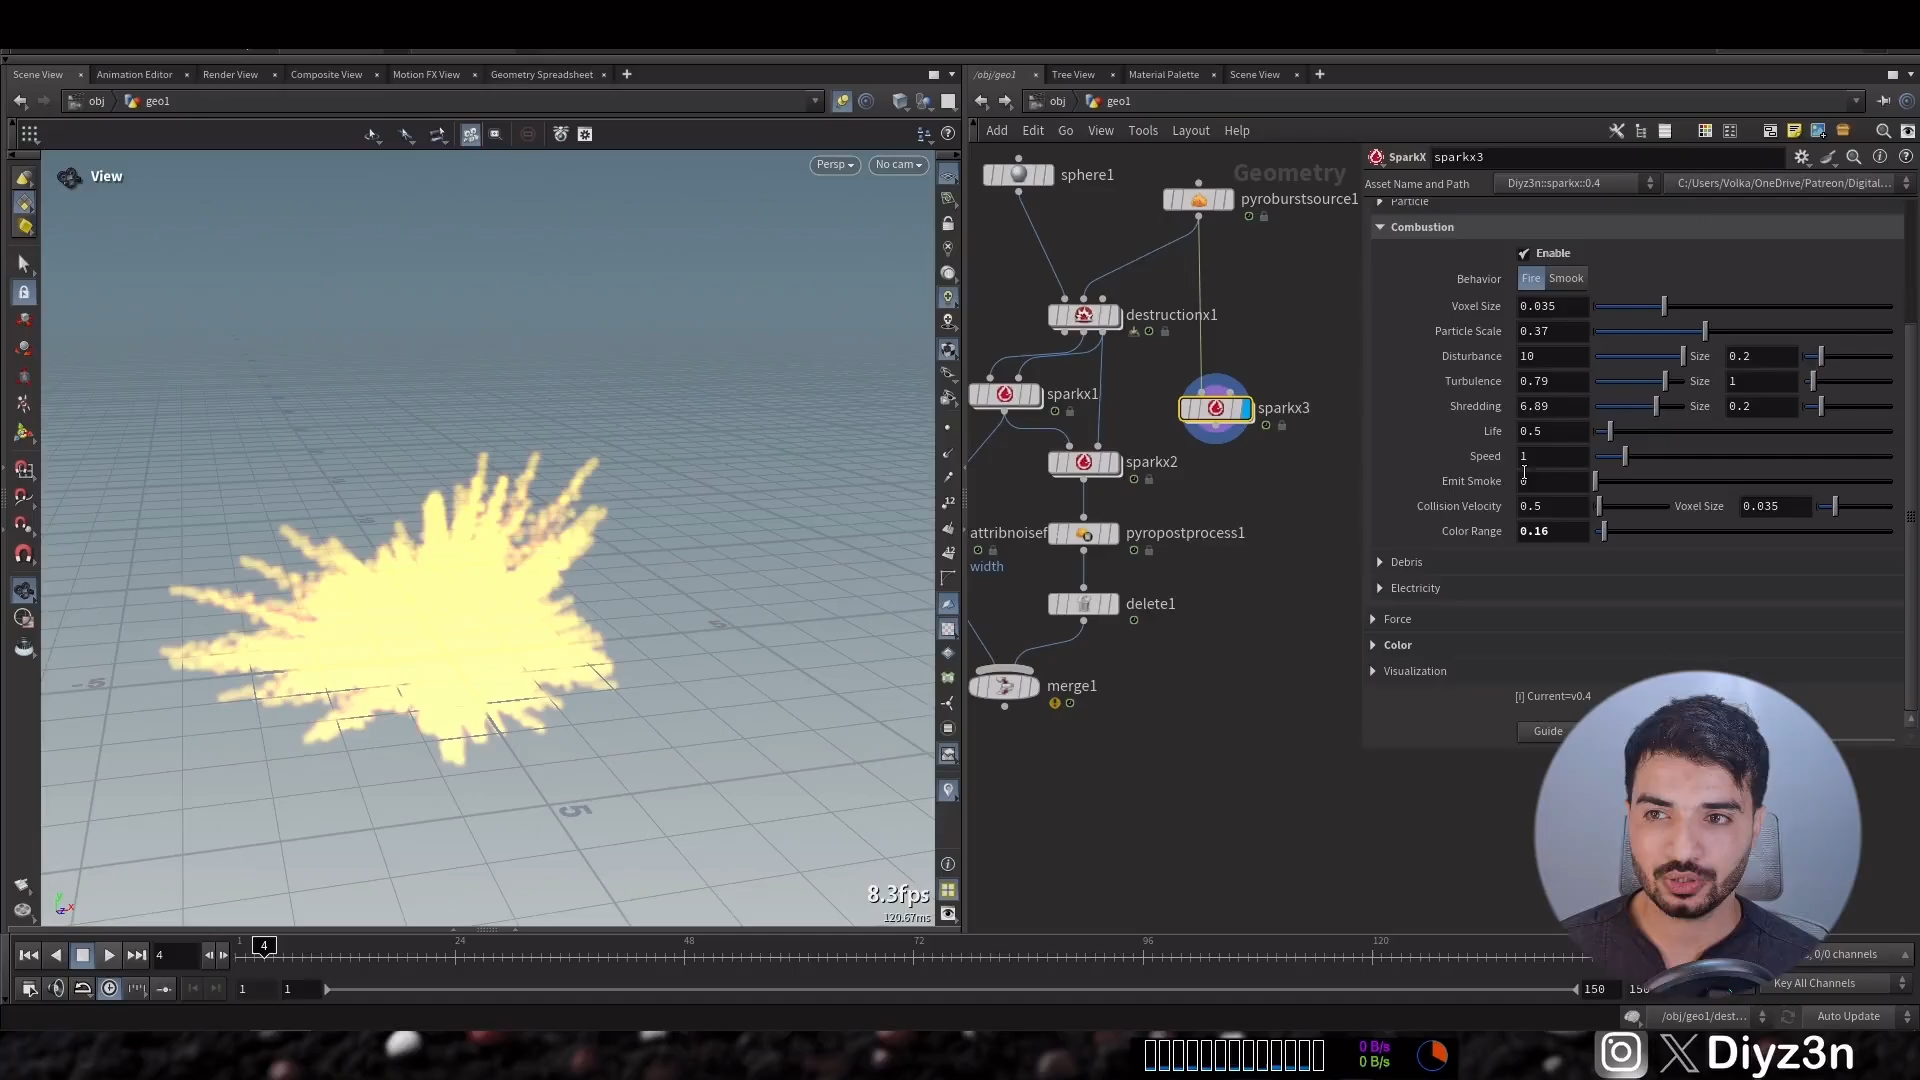 Scene View
Animation Editor
Render View
Composite View
Motion FX View
Geometry Spreadsheet
/obj/geo1
Tree View
Material Palette
Scene View
obj
geo1
obj
geo1
Add
Edit
Go
View
Tools
Layout
Help
View
Persp
No cam
Geometry
sphere1
pyroburstsource1
destructionx1
sparkx1
sparkx3
sparkx2
attribnoisef
pyropostprocess1
width
delete1
merge1
SparkX
sparkx3
Asset Name and Path
Diyz3n::sparkx::0.4
C:/Users/Volka/OneDrive/Patreon/Digital...
Particle
Combustion
Enable
Behavior
Fire
Smook
Voxel Size
0.035
Particle Scale
0.37
Disturbance
10
Size
0.2
Turbulence
0.79
Size
1
Shredding
6.89
Size
0.2
Life
0.5
Speed
1
Emit Smoke
Collision Velocity
0.5
Voxel Size
0.035
Color Range
0.16
Debris
Electricity
Force
Color
Visualization
[i] Current=v0.4
Guide
-5
5
8.3fps
120.67ms
4
1
4
24
48
72
96
120
0/0 channels
1
1
150
Key All Channels
/obj/geo1/dest...
Auto Update
0 B/s
0 B/s
Diyz3n